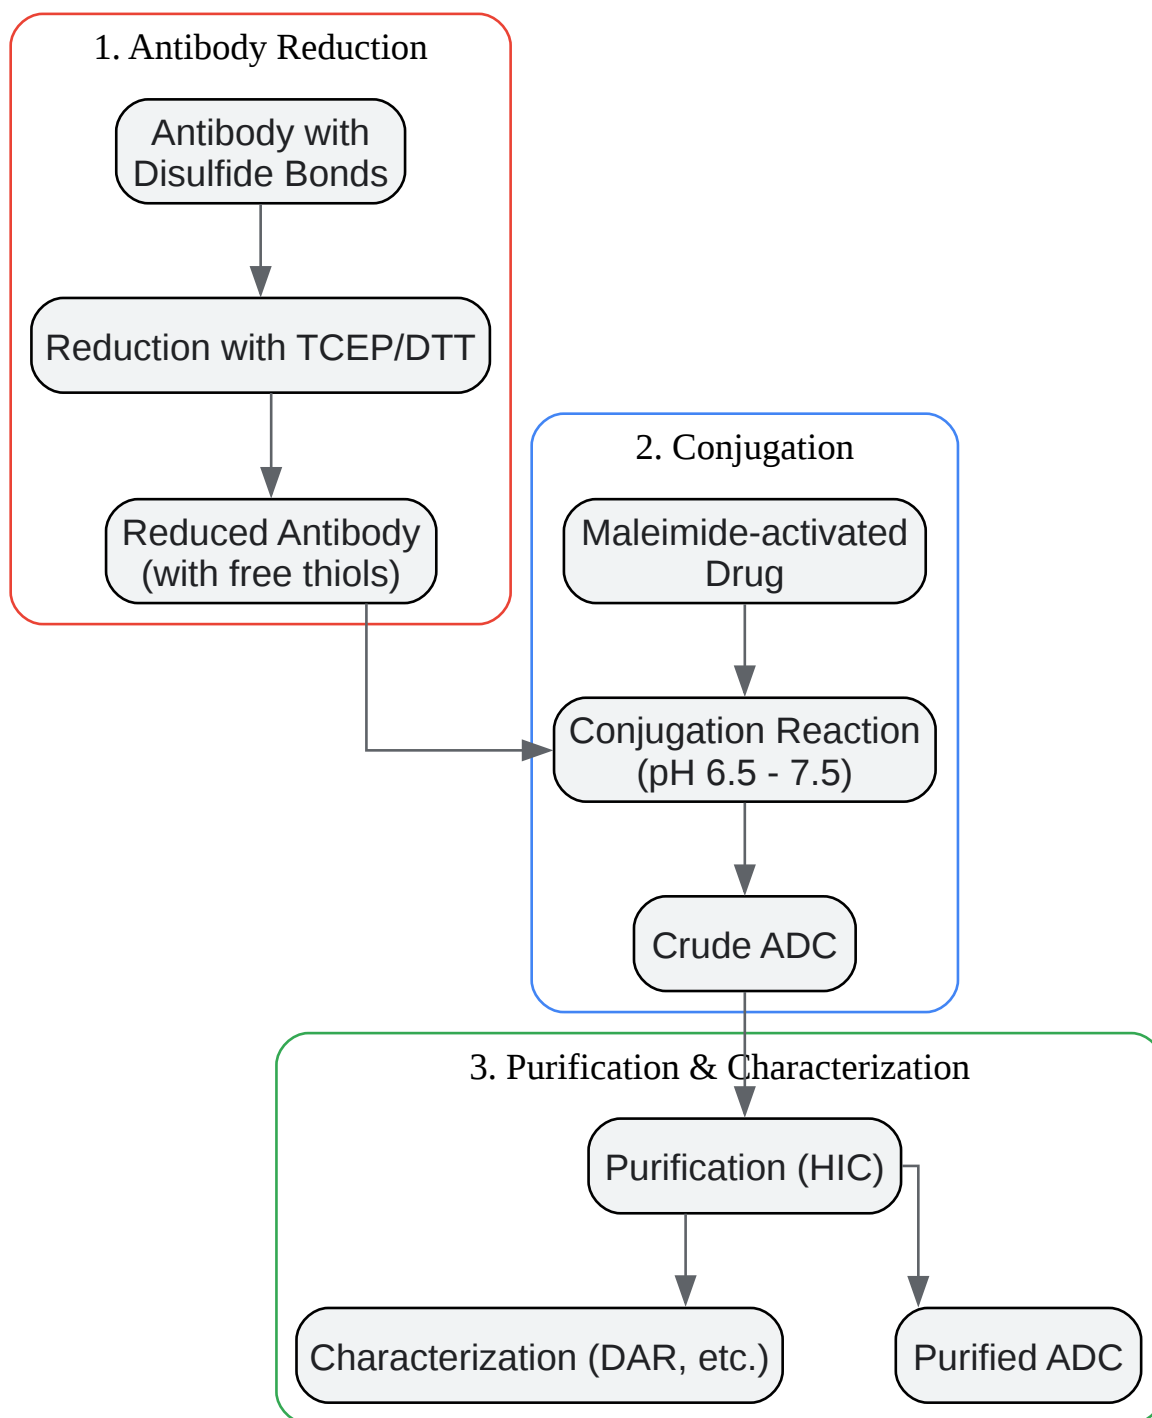 1. Antibody Reduction
Antibody with
Disulfide Bonds
Reduction with TCEP/DTT
Reduced Antibody
(with free thiols)
2. Conjugation
Maleimide-activated
Drug
Conjugation Reaction
(pH 6.5 - 7.5)
Crude ADC
3. Purification & Characterization
Purification (HIC)
Characterization (DAR, etc.)
Purified ADC